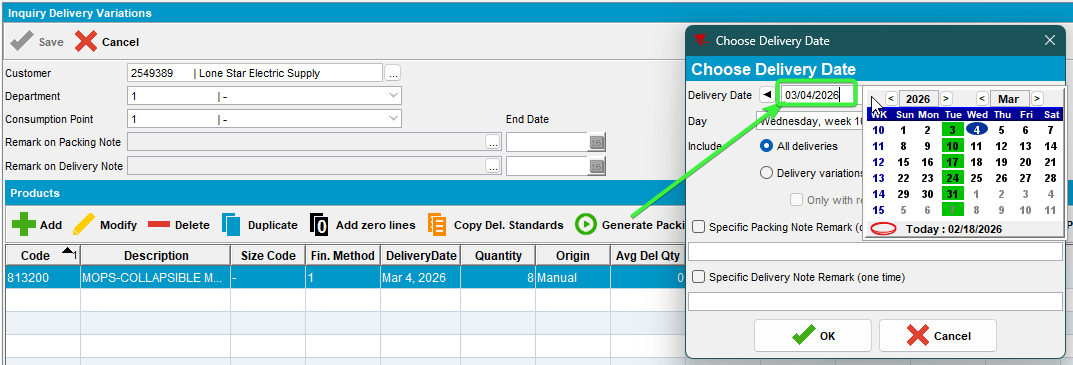 Inquiry Delivery Variations
Save Cancel
Customer 2549389 | Lone Star Electric Supply ...
Department 1 | -
Consumption Point 1 | - End Date
Remark on Packing Note ... 16
Remark on Delivery Note ... 16
Products
Add Modify Delete Duplicate Add zero lines Copy Del. Standards Generate Packi
Code 1 Description Size Code Fin. Method DeliveryDate Quantity Origin Avg Del Qty
813200 MOPS-COLLAPSIBLE M... - 1 Mar 4, 2026 8 Manual 0
Choose Delivery Date
Choose Delivery Date
Delivery Date 03/04/2026
Day Wednesday, week 10
Include All deliveries
Delivery variations
Only with re
Specific Packing Note Remark (o
Specific Delivery Note Remark (one time)
OK Cancel
< 2026 > < Mar >
WK Sun Mon Tue Wed Thu Fri Sat
10 1 2 3 4 5 6 7
11 8 9 10 11 12 13 14
12 15 16 17 18 19 20 21
13 22 23 24 25 26 27 28
14 29 30 31 1 2 3 4
15 5 6 7 8 9 10 11
Today : 02/18/2026
P